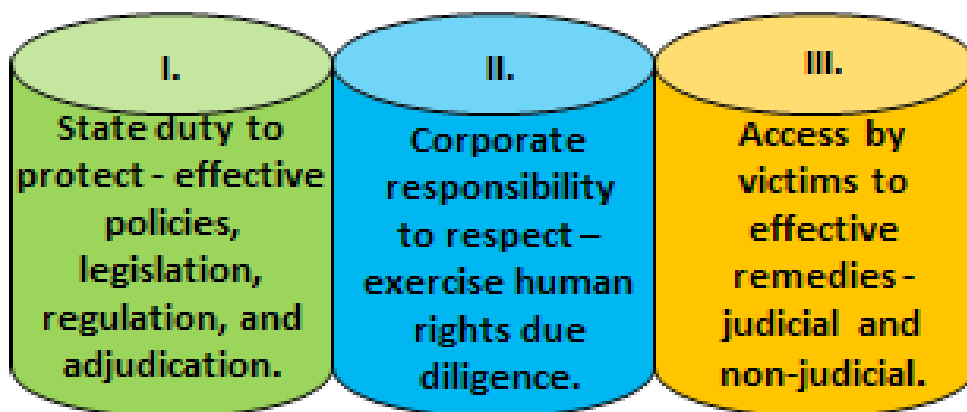 I.
State duty to
protect - effective
policies,
legislation,
regulation, and
adjudication.
II.
Corporate
responsibility
to respect –
exercise human
rights due
diligence.
III.
Access by
victims to
effective
remedies -
judicial and
non-judicial.